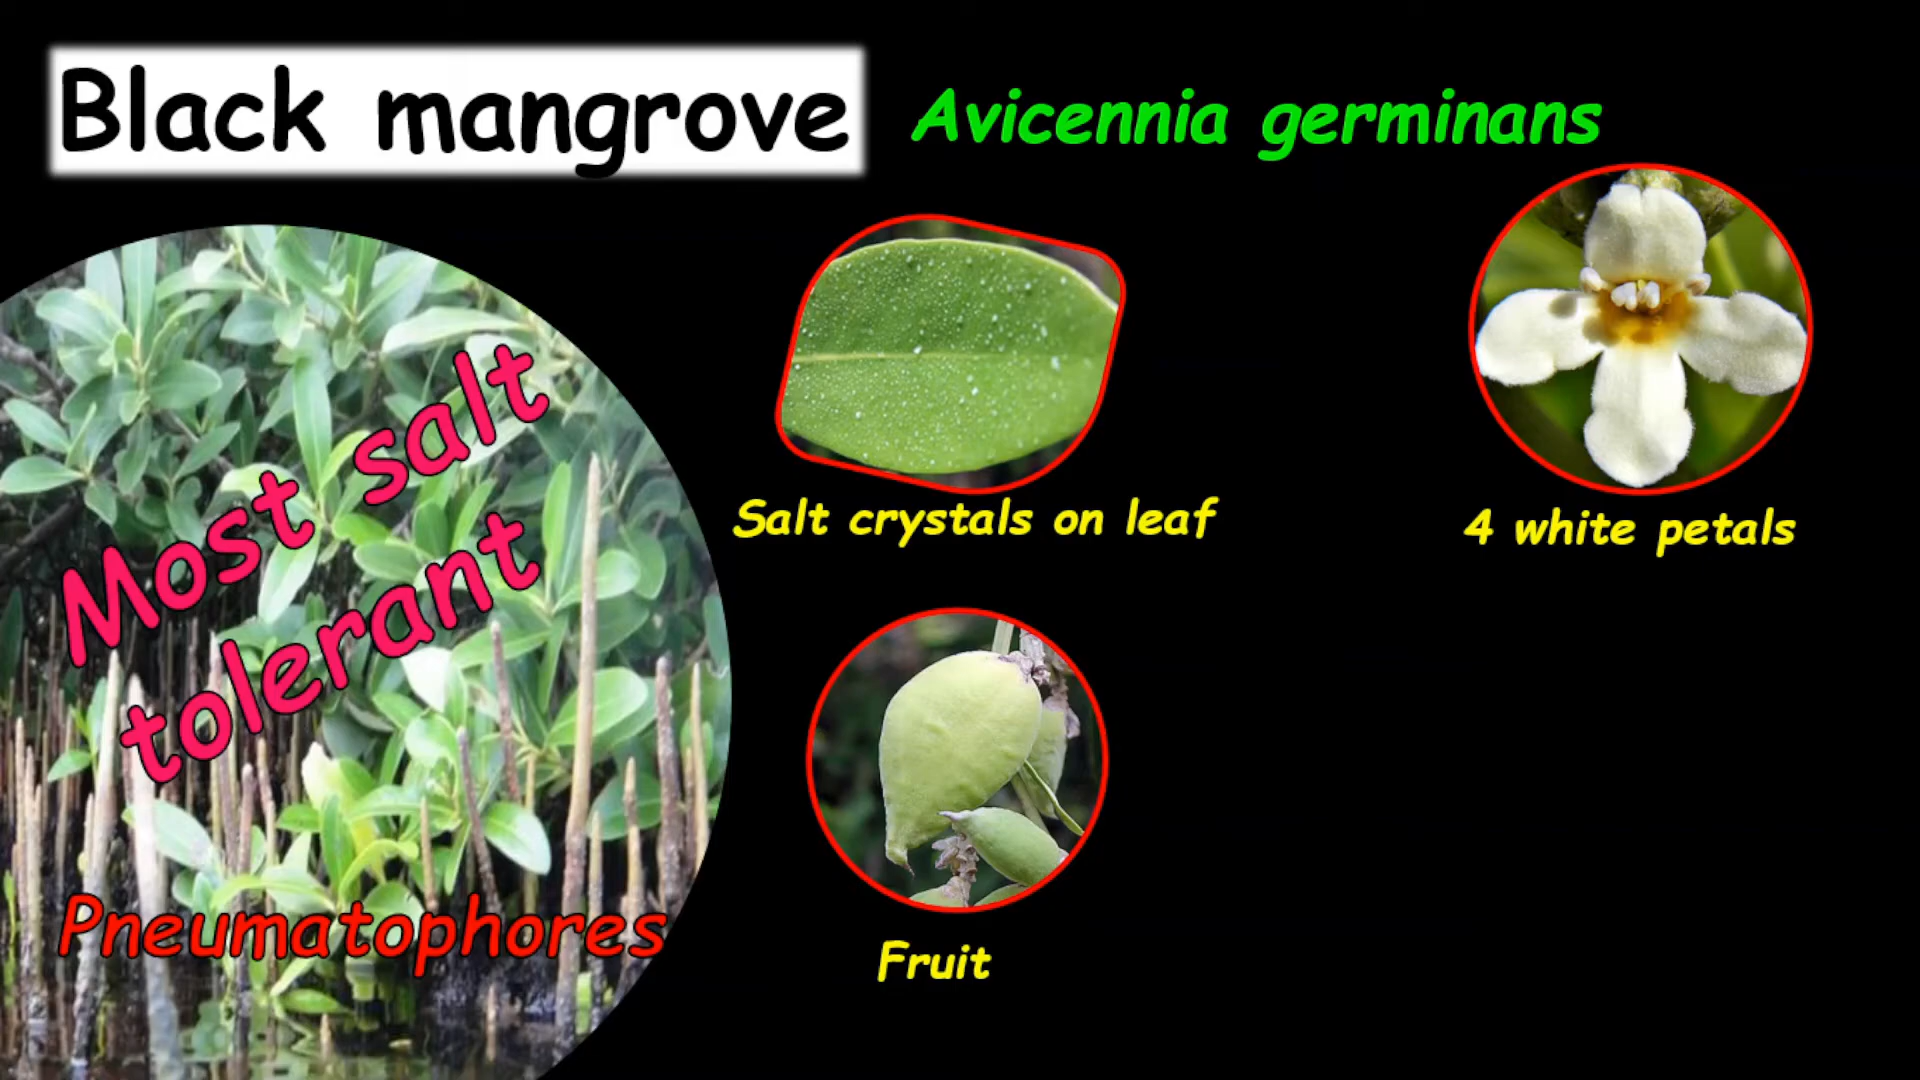 Black mangrove
Avicennia germinans
Most salt
tolerant
Salt crystals on leaf
4 white petals
Pneumatophores
Fruit